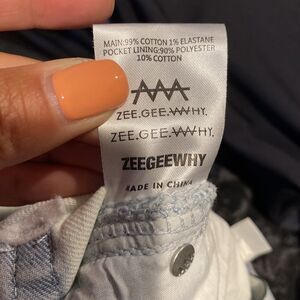 MAIN:99% COTTON 1% ELASTANE
POCKET LINING:90% POLYESTER
10% COTTON
ZEE.GEE.WHY.
ZEE.GEE.WHY.
ZEEGEEWHY
MADE IN CHINA